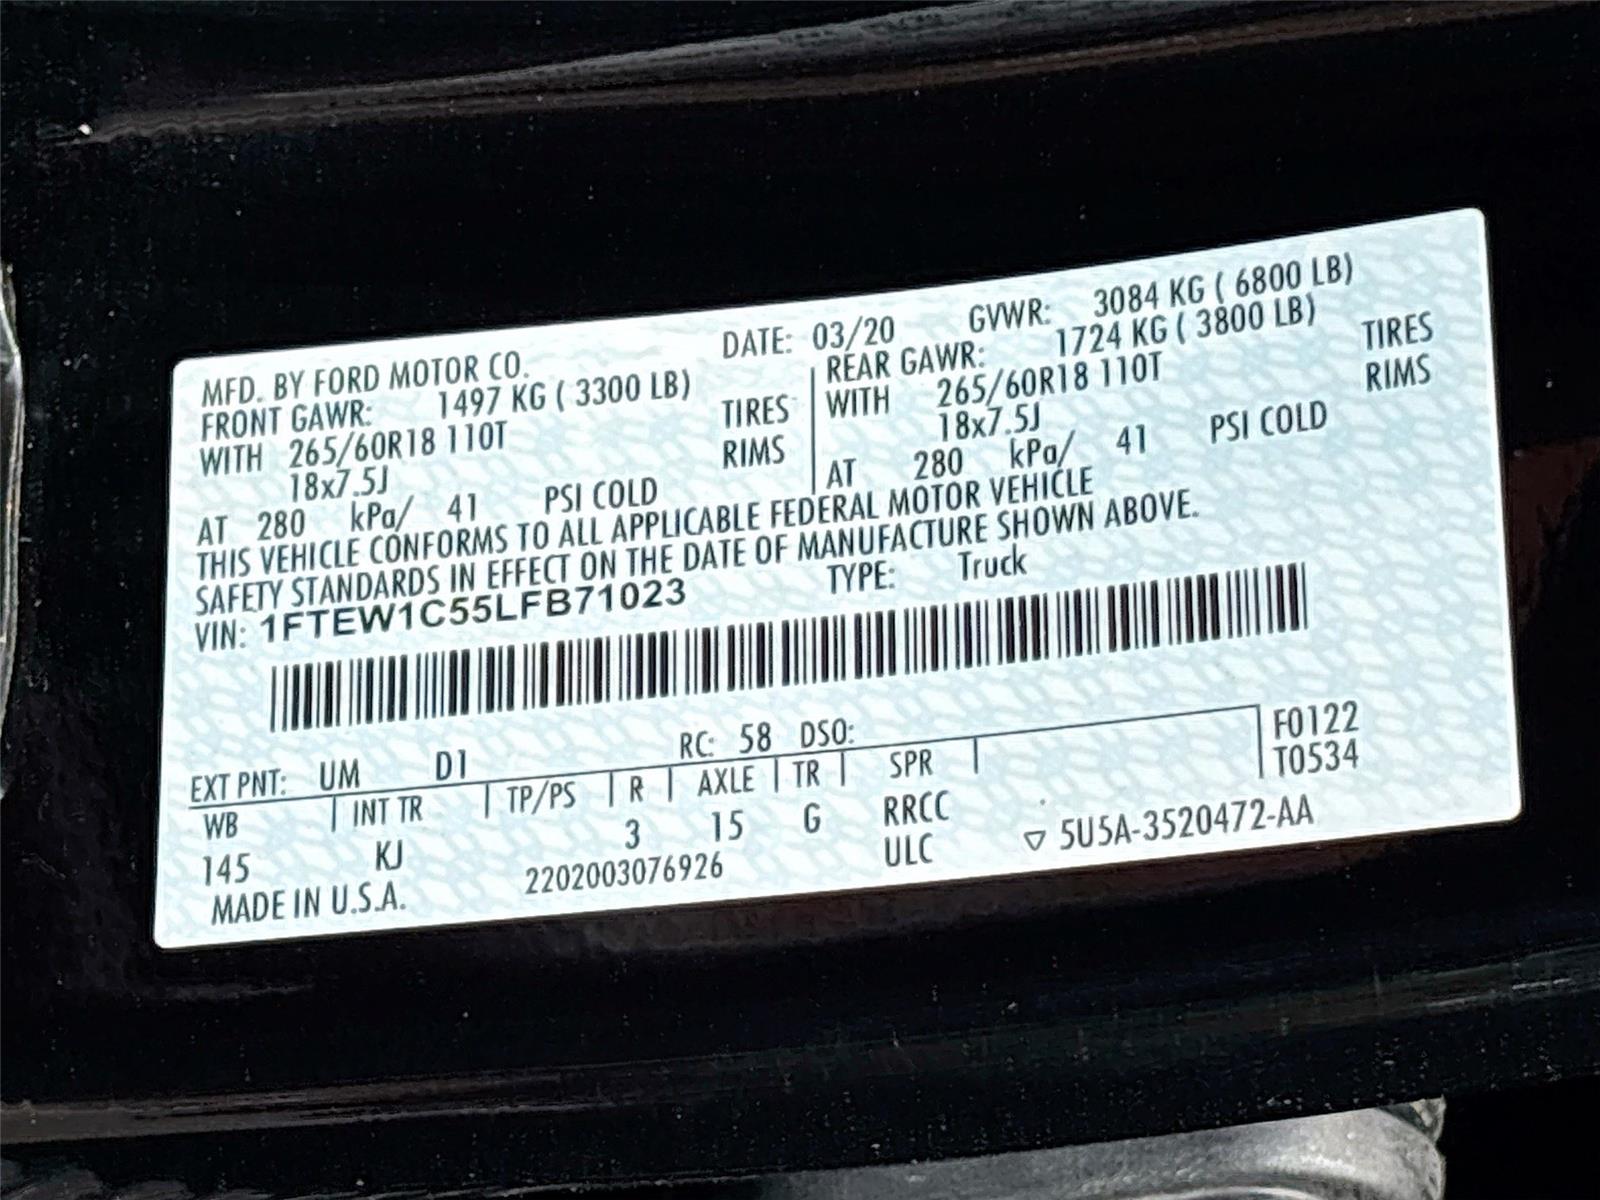 MFD. BY FORD MOTOR CO. DATE: 03/20 GVWR: 3084 KG ( 6800 LB)
FRONT GAWR: 1497 KG ( 3300 LB) REAR GAWR: 1724 KG ( 3800 LB)
WITH 265/60R18 110T TIRES WITH 265/60R18 110T TIRES
18x7.5J RIMS 18x7.5J RIMS
AT 280 kPa/ 41 PSI COLD AT 280 kPa/ 41 PSI COLD
THIS VEHICLE CONFORMS TO ALL APPLICABLE FEDERAL MOTOR VEHICLE
SAFETY STANDARDS IN EFFECT ON THE DATE OF MANUFACTURE SHOWN ABOVE.
VIN: 1FTEW1C55LFB71023 TYPE: Truck
EXT PNT: UM D1 RC: 58 DSO: F0122
WB INT TR TP/PS R AXLE TR SPR T0534
145 KJ 3 15 G RRCC
MADE IN U.S.A. 2202003076926 ULC ▽ 5U5A-3520472-AA